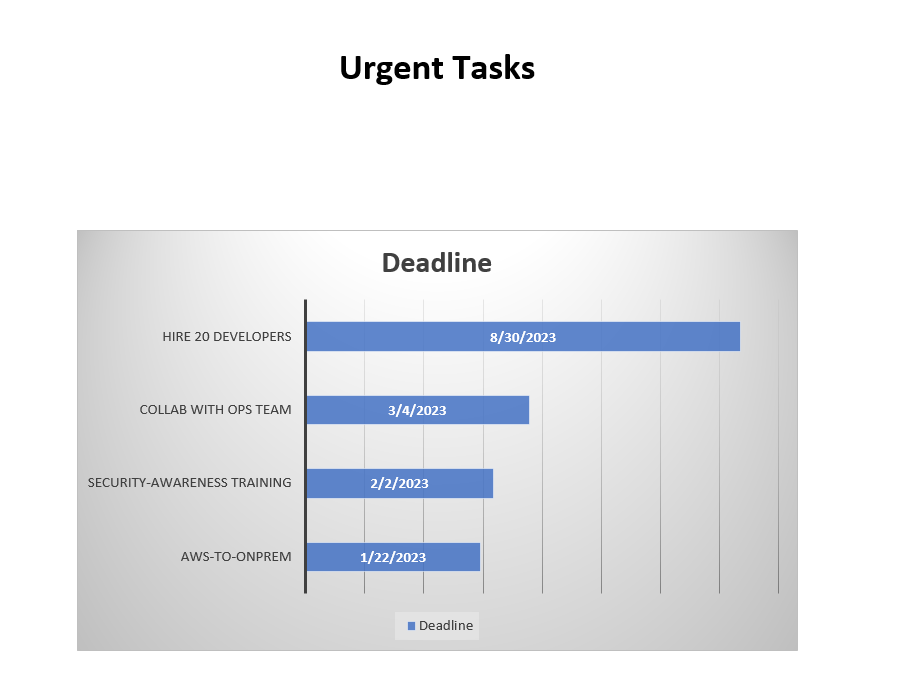 Urgent Tasks
Deadline
HIRE 20 DEVELOPERS
8/30/2023
COLLAB WITH OPS TEAM
3/4/2023
SECURITY-AWARENESS TRAINING
2/2/2023
AWS-TO-ONPREM
1/22/2023
Deadline